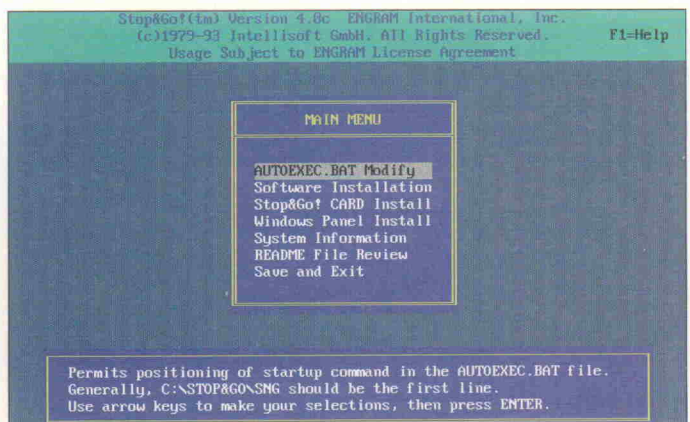 Stop&Go!(tm) Version 4.0c ENGRAM International, Inc.
(c)1979-93 Intellisoft GmbH. All Rights Reserved.
F1=Help
Usage Subject to ENGRAM License Agreement
MAIN MENU
AUTOEXEC.BAT Modify
Software Installation
Stop&Go! CARD Install
Windows Panel Install
System Information
README File Review
Save and Exit
Permits positioning of startup command in the AUTOEXEC.BAT file.
Generally, C:\STOP&GO\SNG should be the first line.
Use arrow keys to make your selections, then press ENTER.